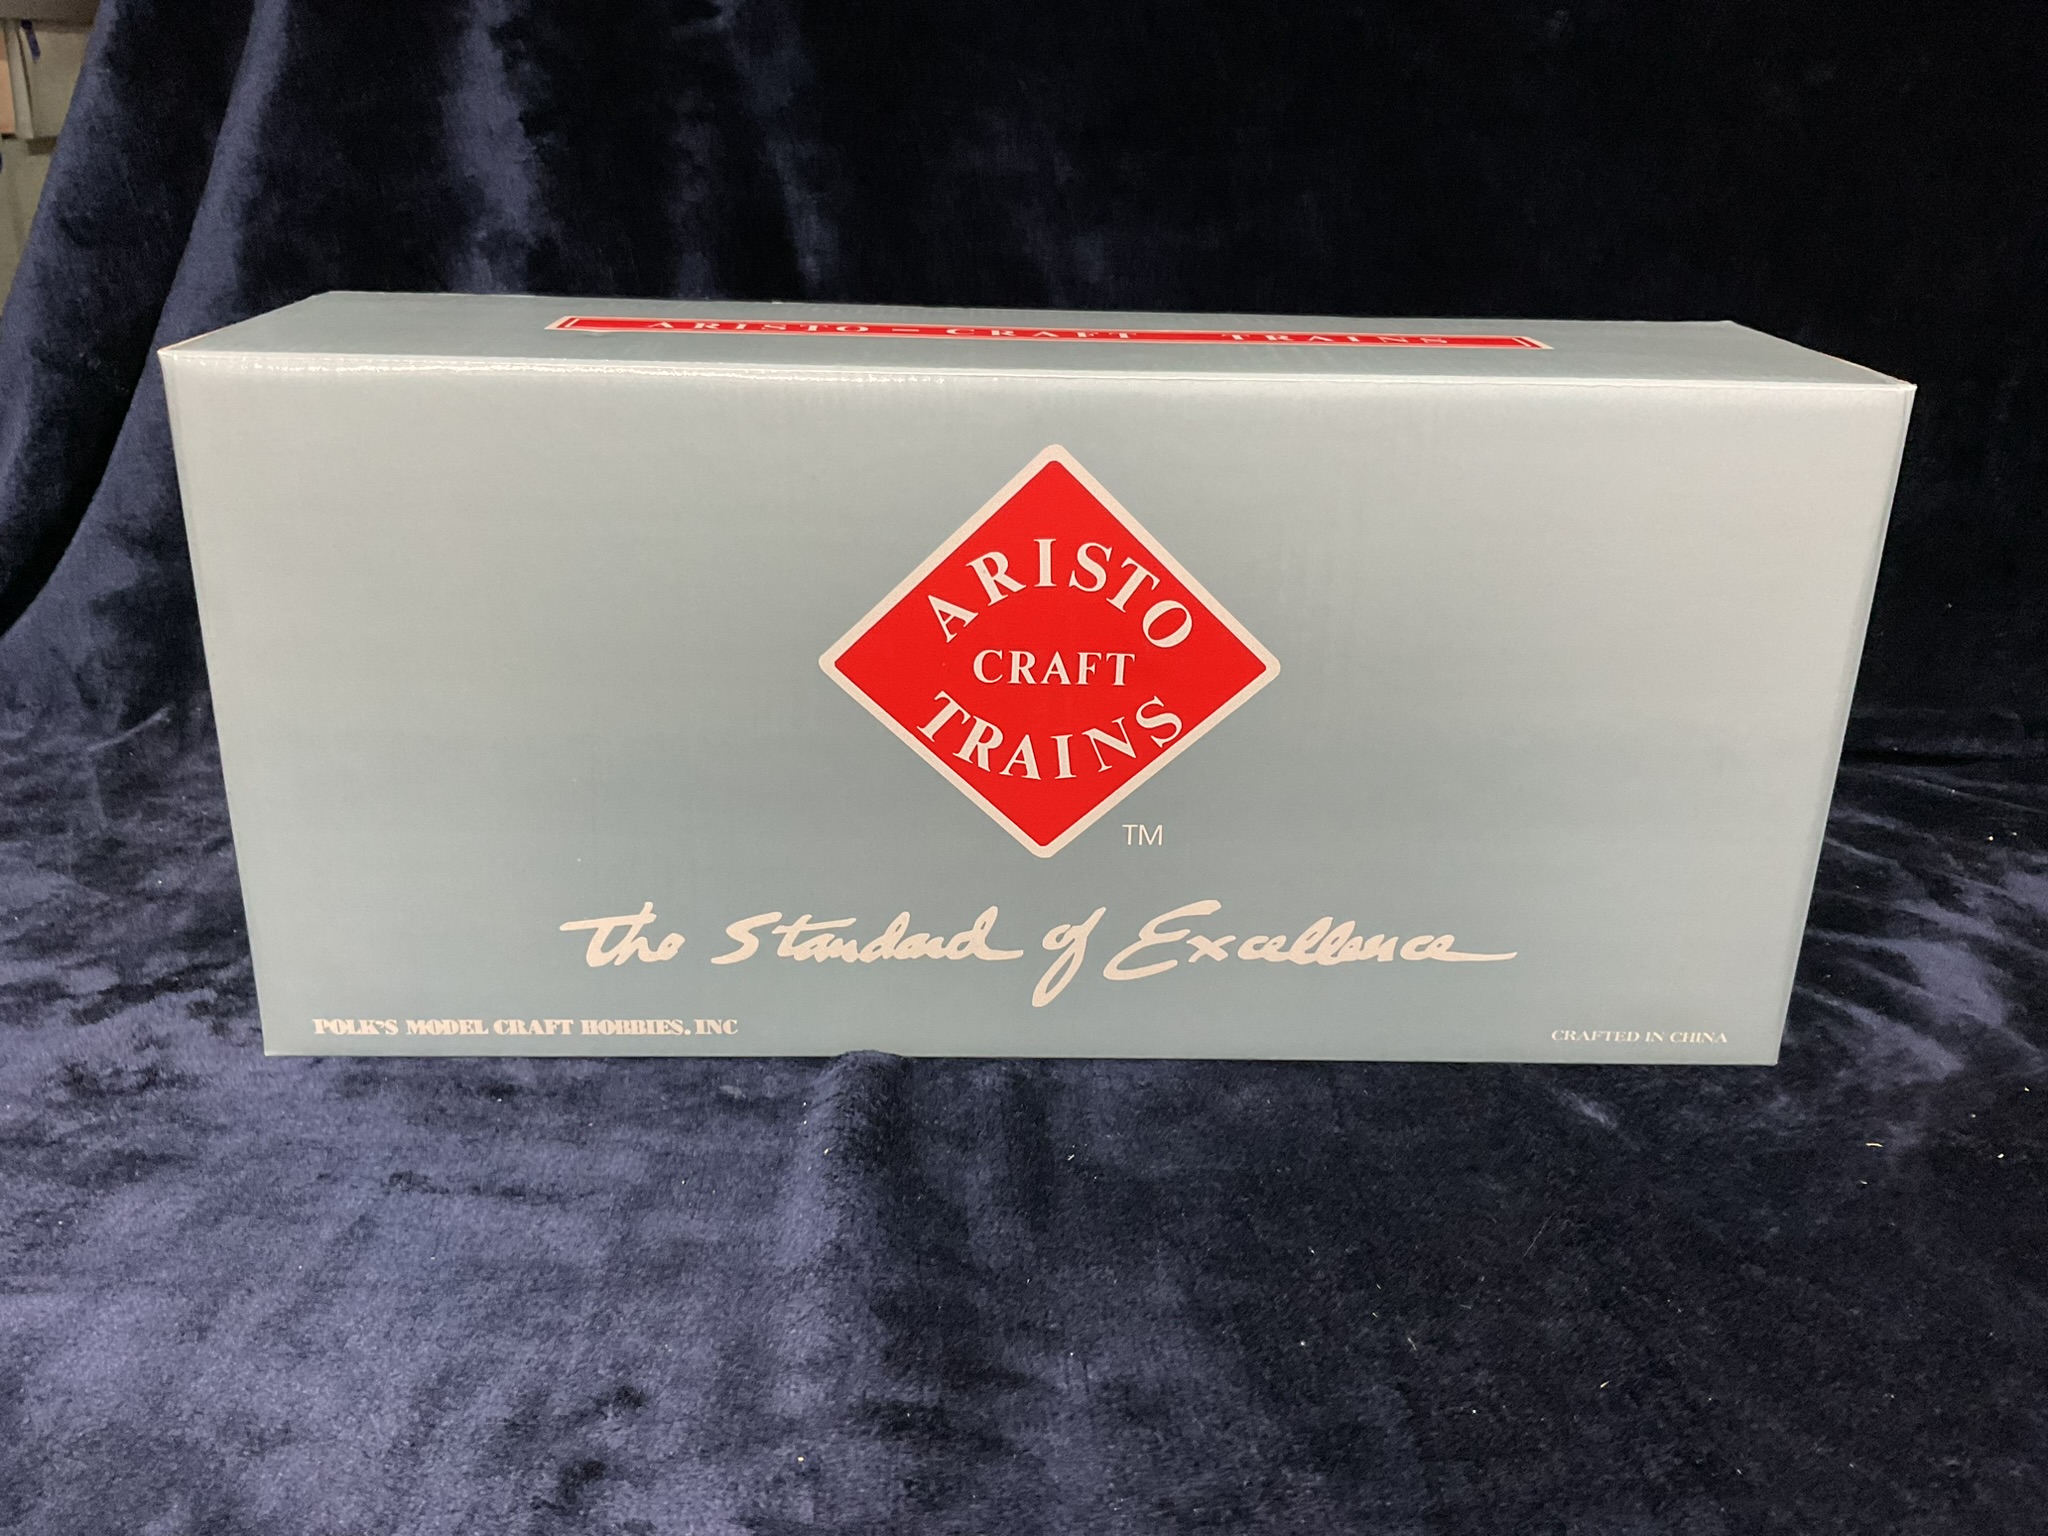 ARISTO-CRAFT TRAINS
ARISTO
CRAFT
TRAINS
TM
The Standard of Excellence
POLK'S MODEL CRAFT HOBBIES, INC
CRAFTED IN CHINA